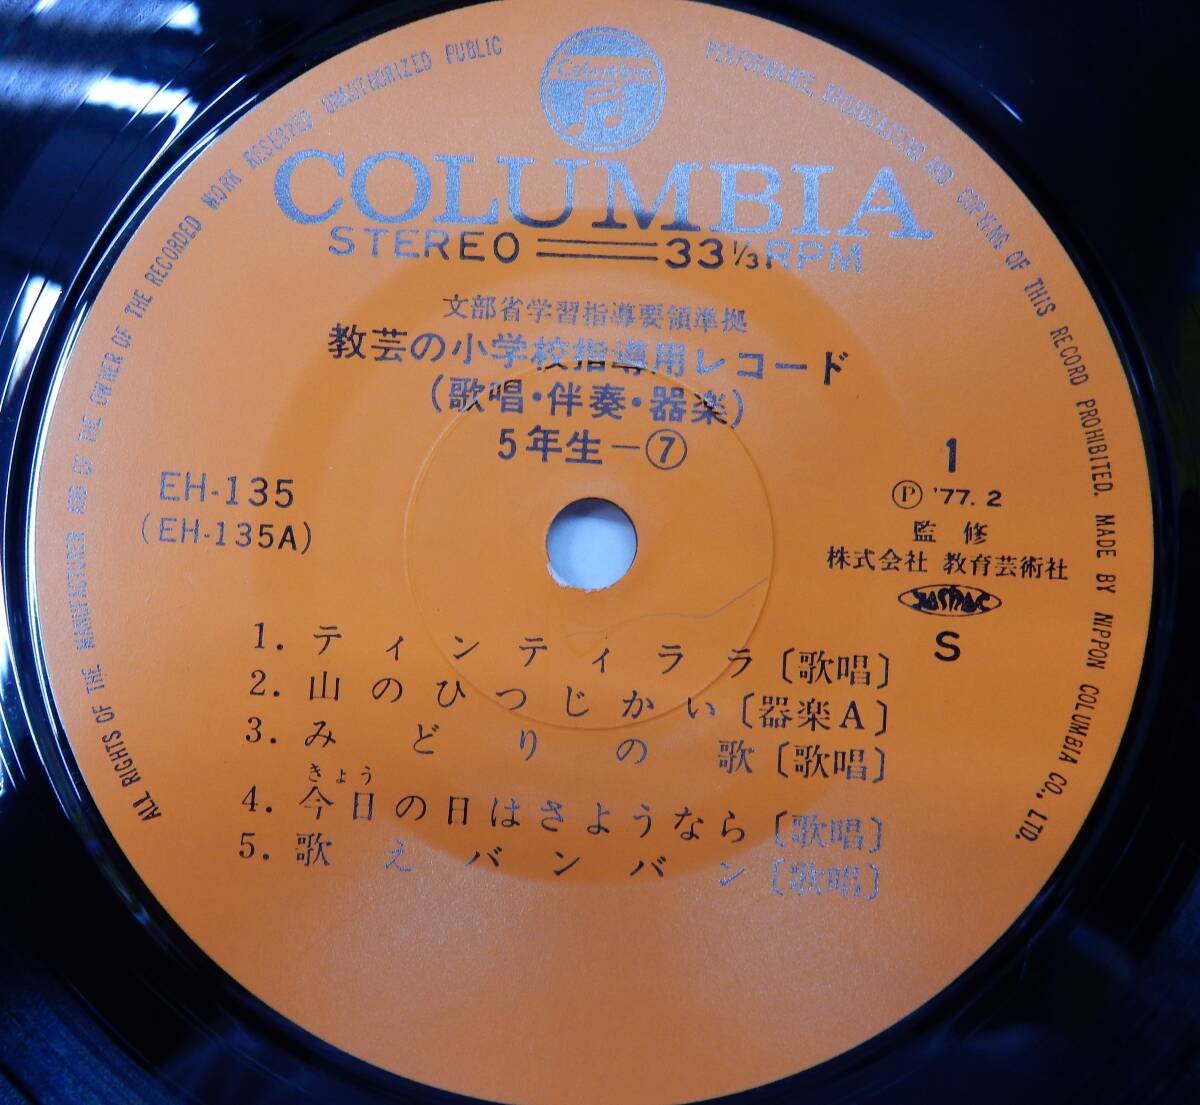 Columbia
COLUMBIA
STEREO 33 1/3 RPM
文部省学習指導要領準拠
教芸の小学校指導用レコード
(歌唱・伴奏・器楽)
5年生-⑦
EH-135
(EH-135A)
1
Ⓟ '77.2
監修
株式会社 教育芸術社
JASRAC
S
1. ティンティララ〔歌唱〕
2. 山のひつじかい〔器楽A〕
3. みどりの歌〔歌唱〕
きょう
4. 今日の日はさようなら〔歌唱〕
5. 歌えバンバン〔歌唱〕
ALL RIGHTS OF THE MANUFACTURER AND OF THE OWNER OF THE RECORDED WORK RESERVED UNAUTHORIZED PUBLIC PERFORMANCE, BROADCASTING AND COPYING OF THIS RECORD PROHIBITED. MADE BY NIPPON COLUMBIA CO., LTD.